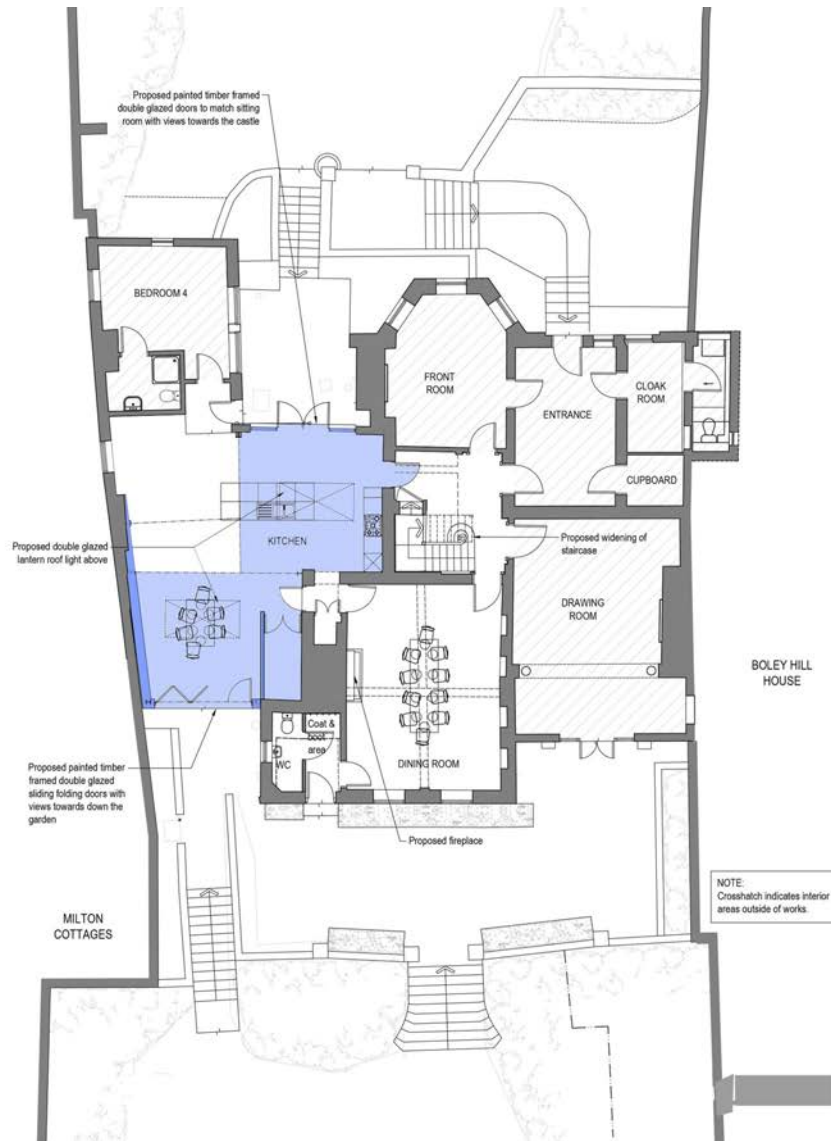 Proposed painted timber framed
double glazed doors to match sitting
room with views towards the castle
BEDROOM 4
FRONT
ROOM
ENTRANCE
CLOAK
ROOM
CUPBOARD
KITCHEN
Proposed double glazed
lantern roof light above
Proposed widening of
staircase
DRAWING
ROOM
BOLEY HILL
HOUSE
Coat &
boot
area
WC
DINING ROOM
Proposed painted timber
framed double glazed
sliding folding doors with
views towards down the
garden
Proposed fireplace
NOTE:
Crosshatch indicates interior
areas outside of works.
MILTON
COTTAGES